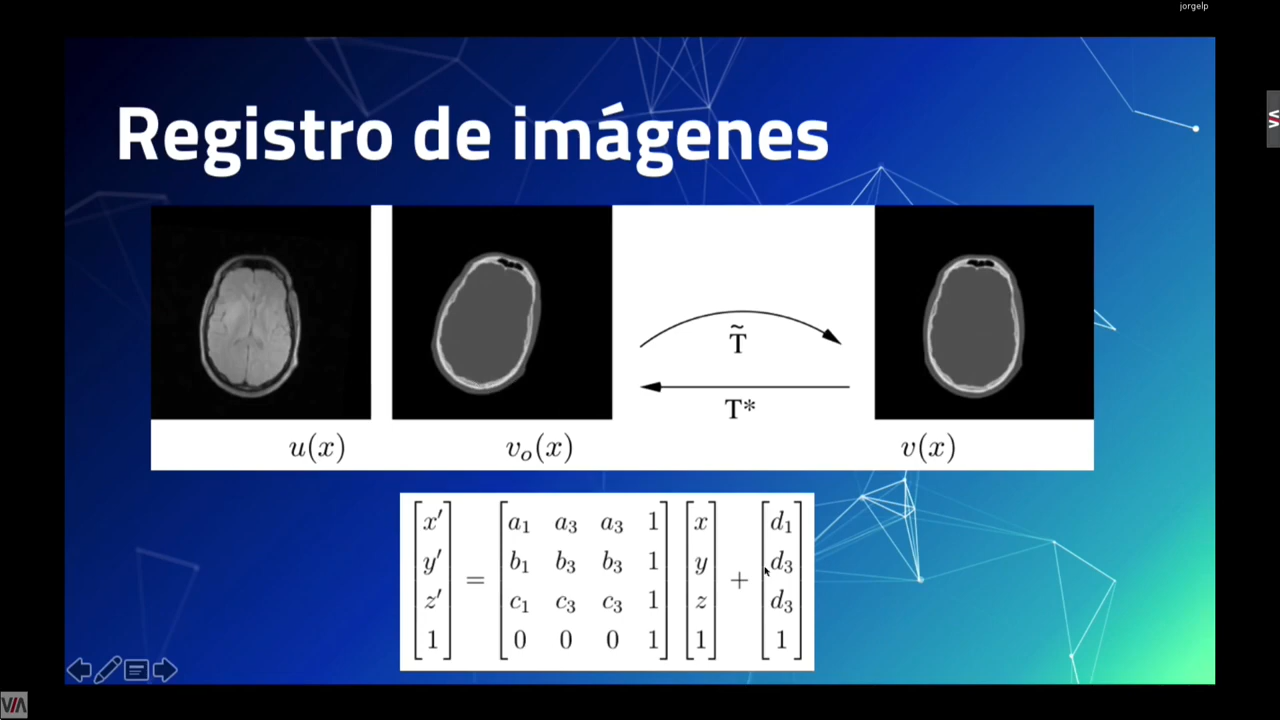 jorgelp
Registro de imágenes
T̃
T*
u(x)
vₒ(x)
v(x)
[x′] = [a₁ a₃ a₃ 1] [x] + [d₁]
[y′] [b₁ b₃ b₃ 1] [y] [d₃]
[z′] [c₁ c₃ c₃ 1] [z] [d₃]
[1] [0 0 0 1] [1] [1]
VIA